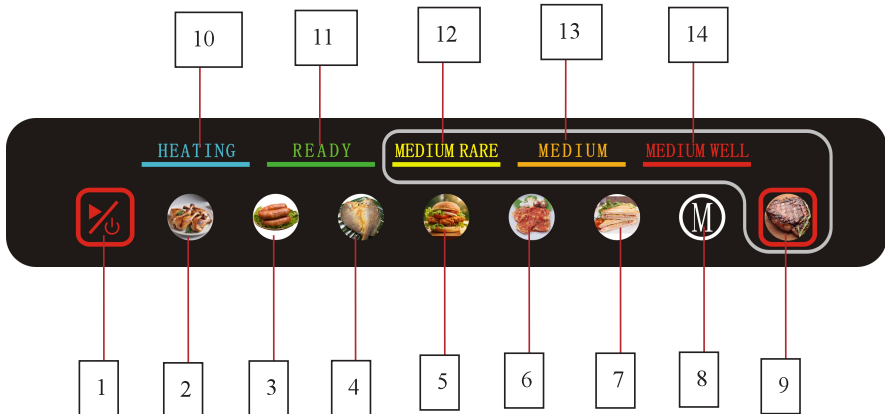 10 11 12 13 14
HEATING READY MEDIUM RARE MEDIUM MEDIUM WELL
M
1 2 3 4 5 6 7 8 9